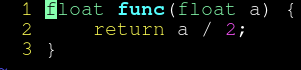 1 float func(float a) {
2     return a / 2;
3 }